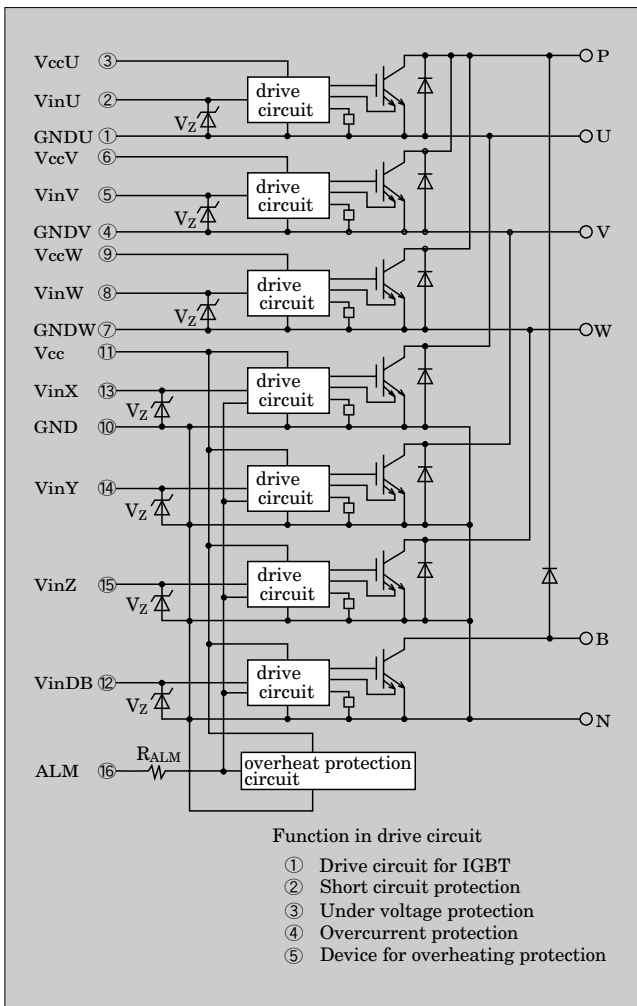 VccU ③
P
VinU ②
drive
circuit
VZ
GNDU ①
U
VccV ⑥
VinV ⑤
drive
circuit
VZ
GNDV ④
V
VccW ⑨
VinW ⑧
drive
circuit
VZ
GNDW ⑦
W
Vcc ⑪
VinX ⑬
drive
circuit
VZ
GND ⑩
VinY ⑭
drive
circuit
VZ
VinZ ⑮
drive
circuit
VZ
B
VinDB ⑫
drive
circuit
VZ
N
RALM
ALM ⑯
overheat protection
circuit
Function in drive circuit
① Drive circuit for IGBT
② Short circuit protection
③ Under voltage protection
④ Overcurrent protection
⑤ Device for overheating protection